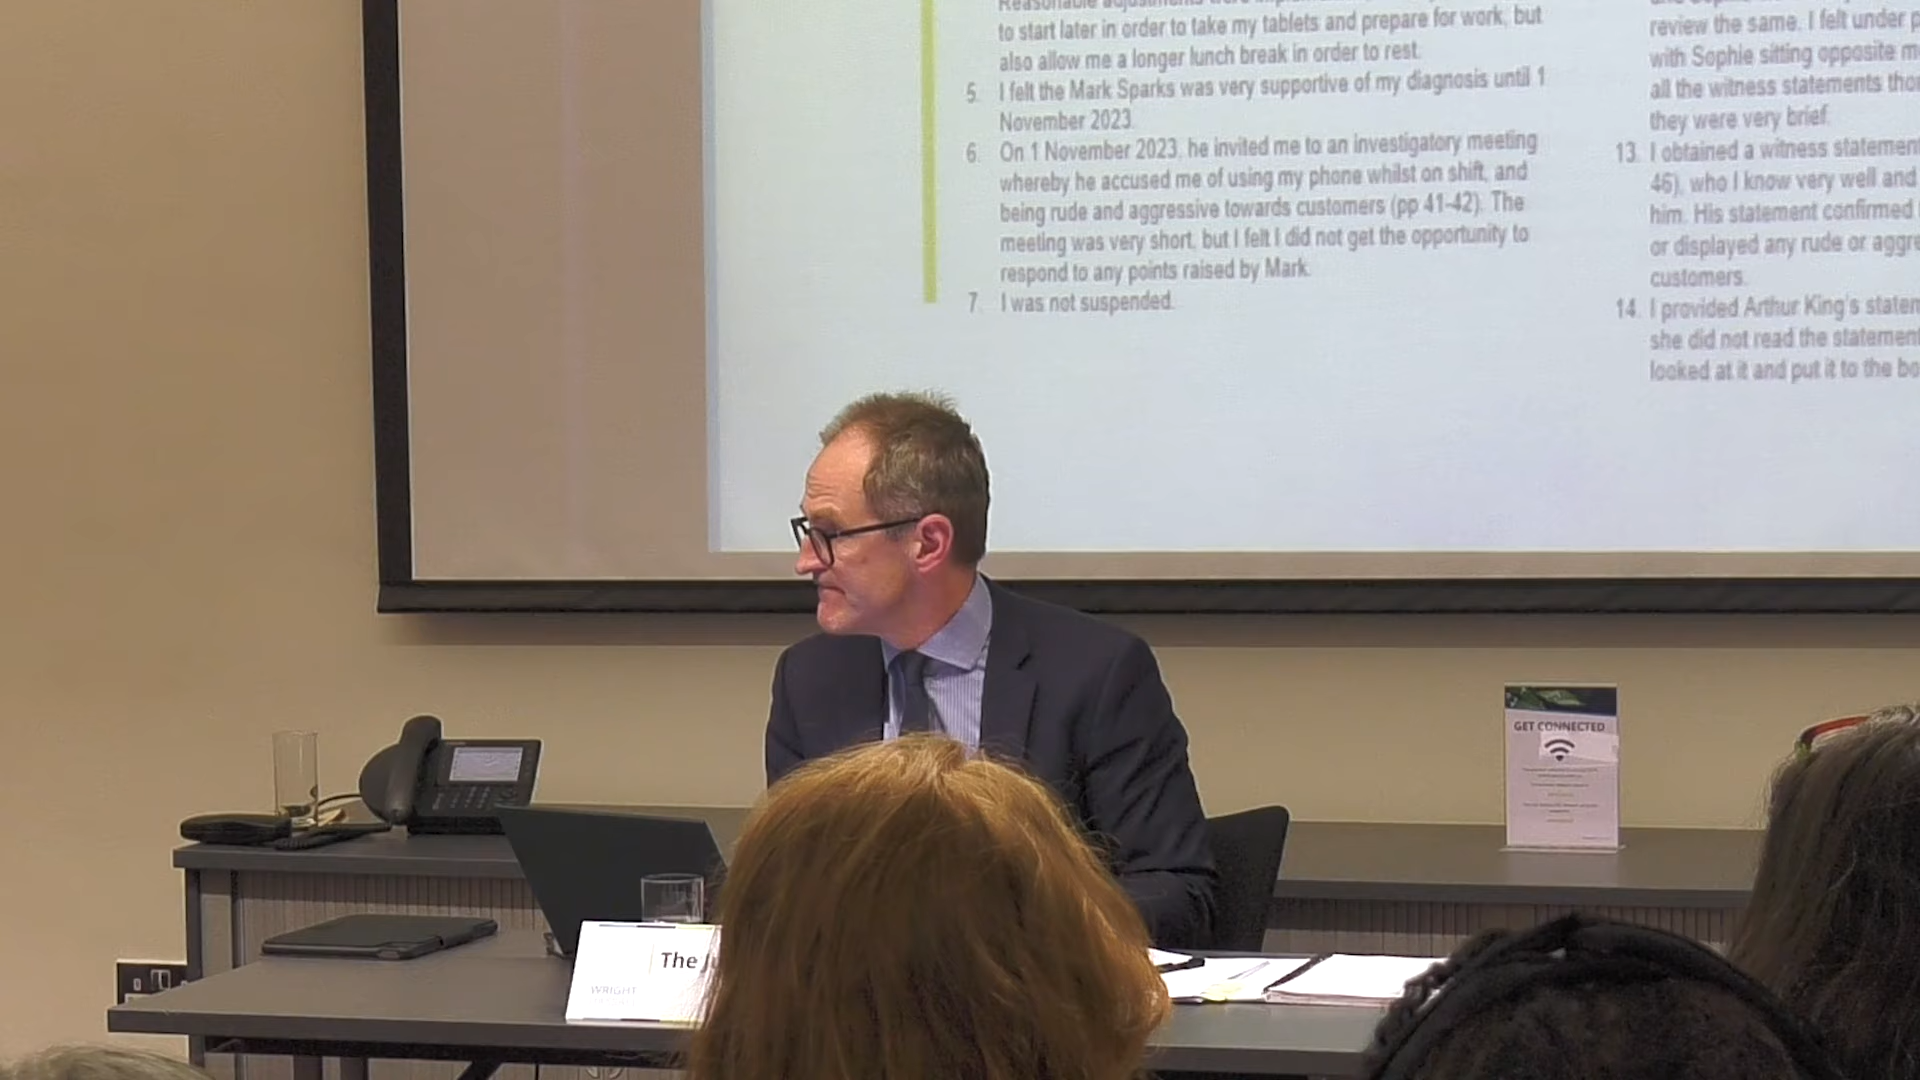 to start later in order to take my tablets and prepare for work, but
also allow me a longer lunch break in order to rest.
5. I felt the Mark Sparks was very supportive of my diagnosis until 1
November 2023.
6. On 1 November 2023, he invited me to an investigatory meeting
whereby he accused me of using my phone whilst on shift, and
being rude and aggressive towards customers (pp 41-42). The
meeting was very short, but I felt I did not get the opportunity to
respond to any points raised by Mark.
7. I was not suspended.
review the same. I felt under
with Sophie sitting opposite
all the witness statements
they were very brief.
13. I obtained a witness statement
46), who I know very well and
him. His statement confirmed
or displayed any rude or
customers.
14. I provided Arthur King's
she did not read the statement
looked at it and put it to the
GET CONNECTED
The
WRIGHT